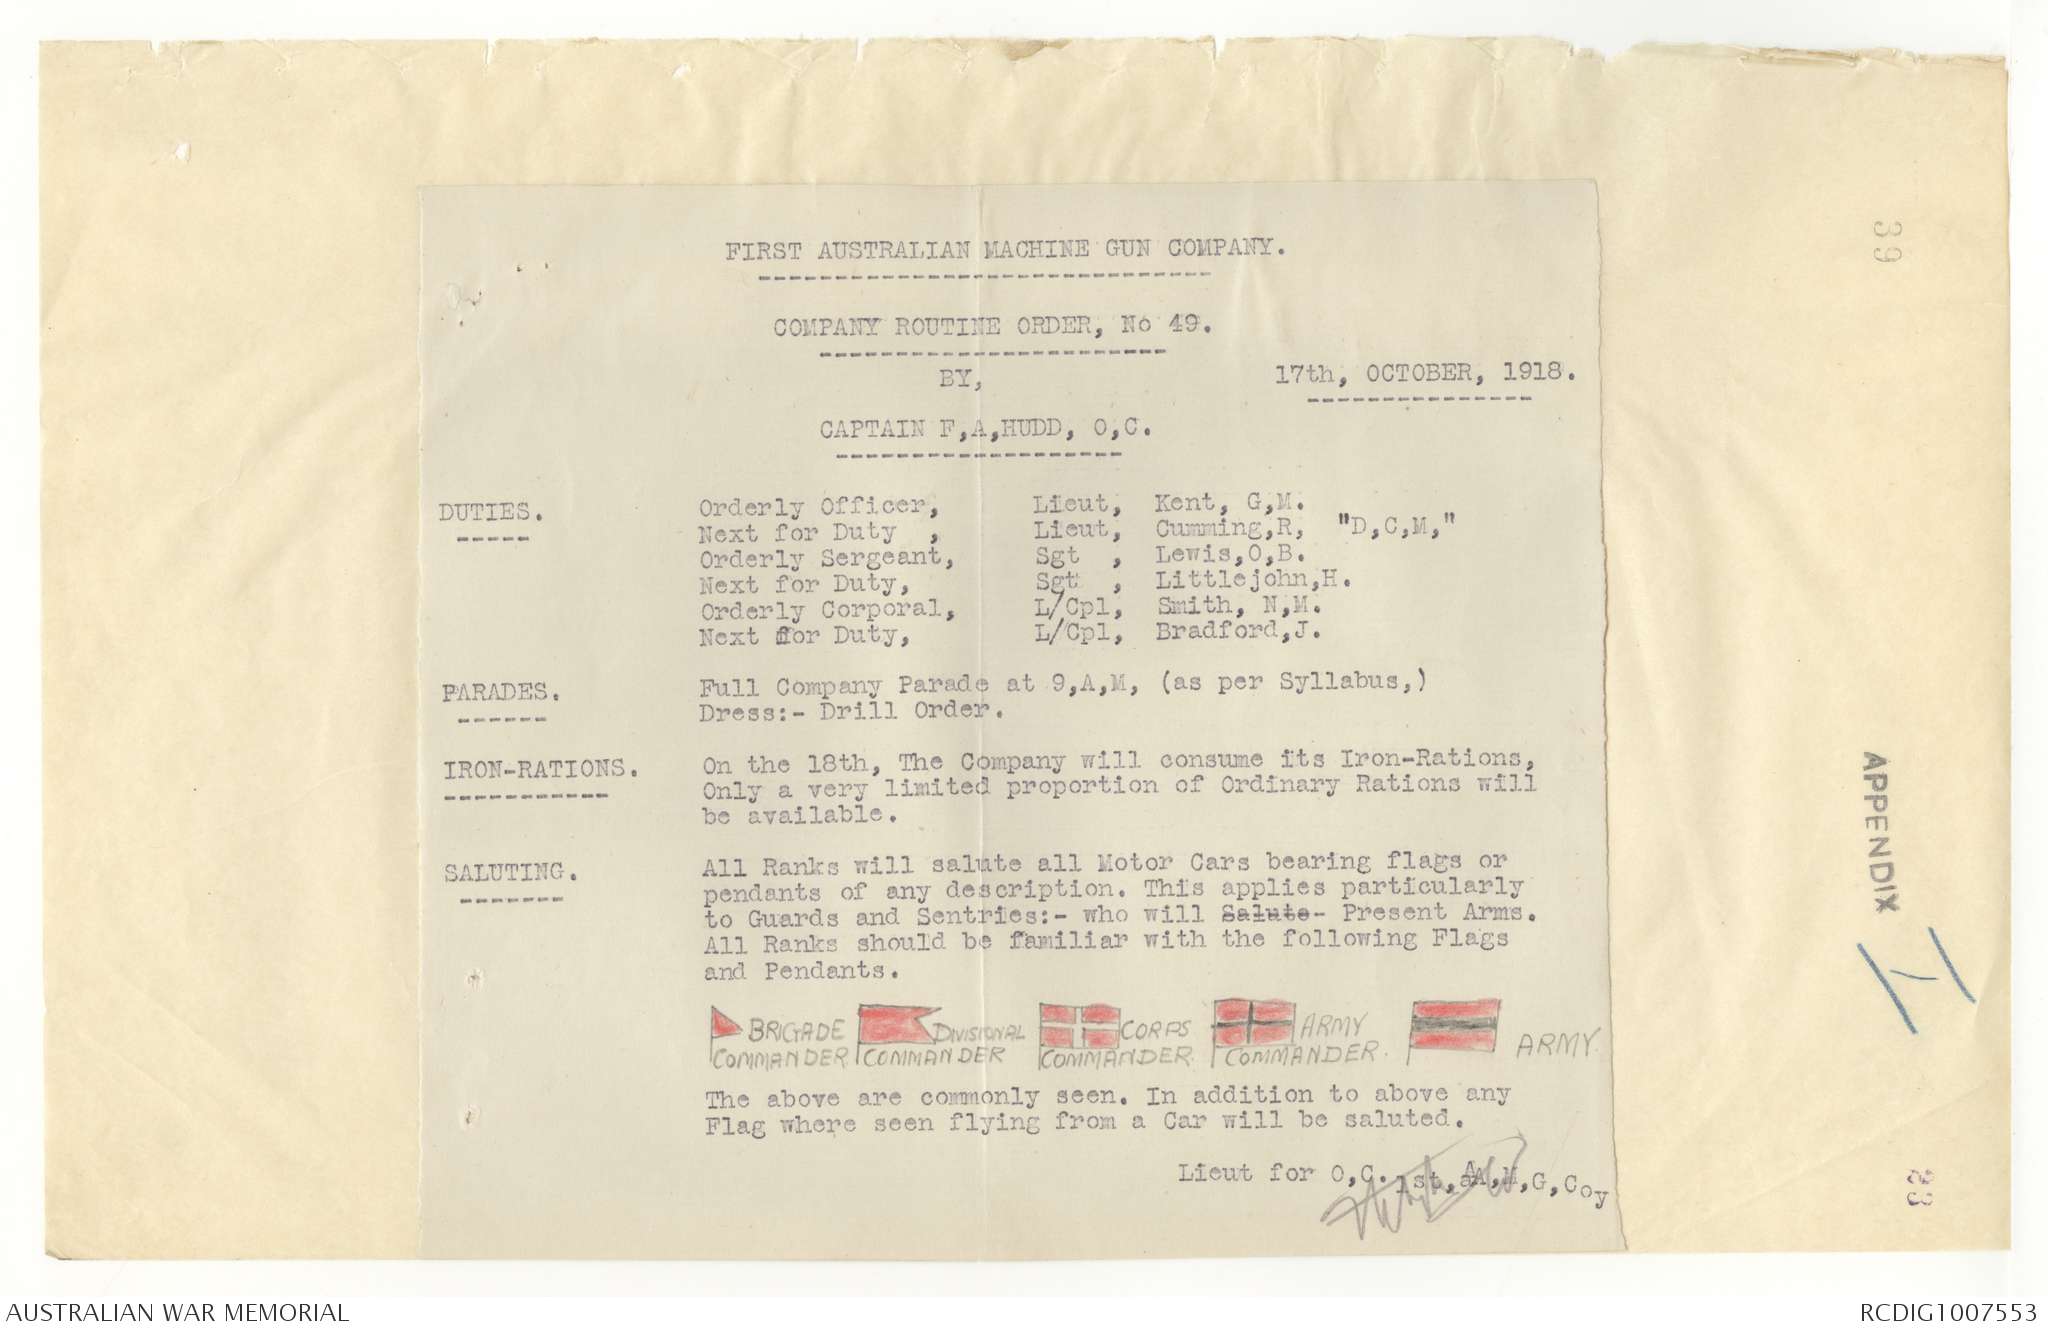 FIRST AUSTRALIAN MACHINE GUN COMPANY.
COMPANY ROUTINE ORDER, No 49.
BY,
17th, OCTOBER, 1918.
CAPTAIN F,A,HUDD, O,C.
DUTIES. Orderly Officer, Lieut, Kent, G,M.
Next for Duty , Lieut, Cumming,R, "D,C,M,"
Orderly Sergeant, Sgt , Lewis,O,B.
Next for Duty, Sgt , Littlejohn,H.
Orderly Corporal, L/Cpl, Smith, N,M.
Next for Duty, L/Cpl, Bradford,J.
PARADES. Full Company Parade at 9,A,M, (as per Syllabus,)
Dress:- Drill Order.
IRON-RATIONS. On the 18th, The Company will consume its Iron-Rations,
Only a very limited proportion of Ordinary Rations will
be available.
SALUTING. All Ranks will salute all Motor Cars bearing flags or
pendants of any description. This applies particularly
to Guards and Sentries:- who will Salute- Present Arms.
All Ranks should be familiar with the following Flags
and Pendants.
BRIGADE COMMANDER
DIVISIONAL COMMANDER
CORPS COMMANDER.
ARMY COMMANDER.
ARMY.
The above are commonly seen. In addition to above any
Flag where seen flying from a Car will be saluted.
Lieut for O,C. 1st, A,M,G,Coy
39
APPENDIX
I
23
AUSTRALIAN WAR MEMORIAL
RCDIG1007553